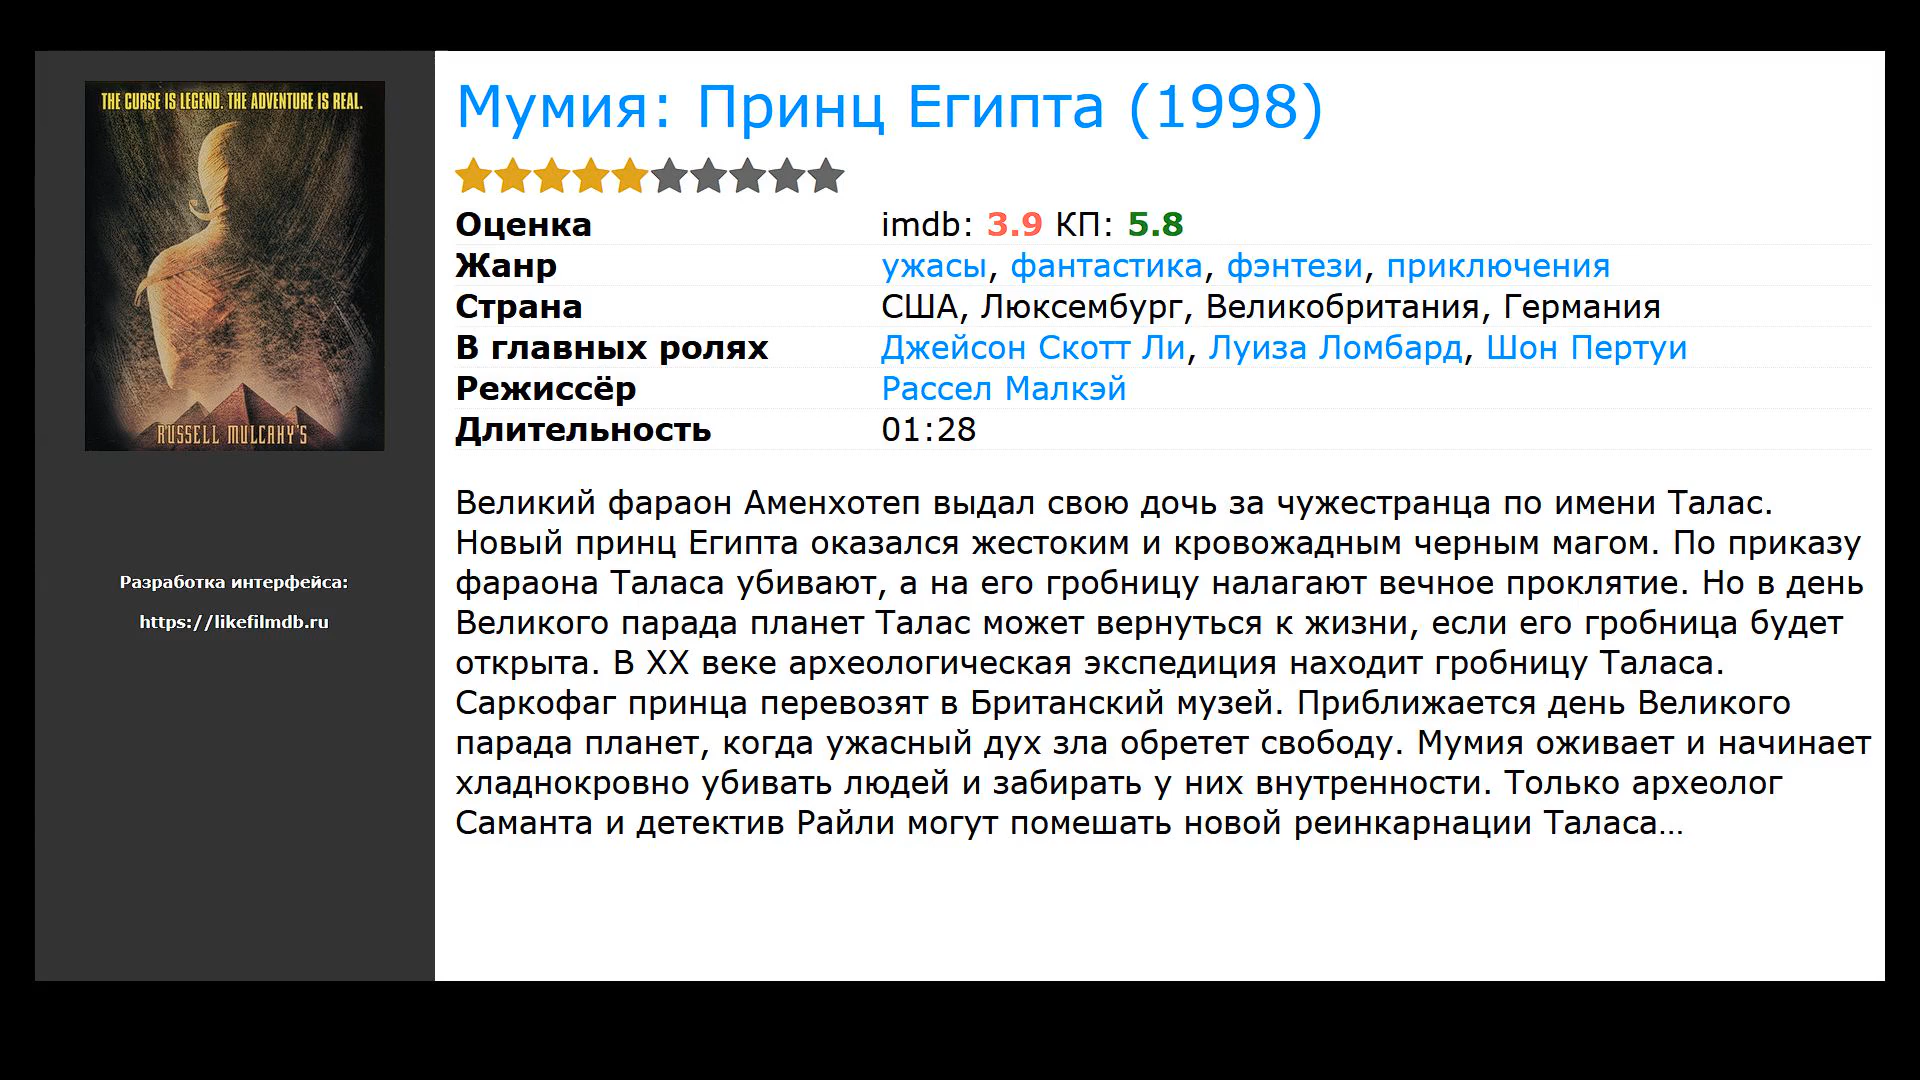 THE CURSE IS LEGEND. THE ADVENTURE IS REAL.
RUSSELL MULCAHY'S
Разработка интерфейса:
https://likefilmdb.ru
Мумия: Принц Египта (1998)
Оценка imdb: 3.9 КП: 5.8
Жанр ужасы, фантастика, фэнтези, приключения
Страна США, Люксембург, Великобритания, Германия
В главных ролях Джейсон Скотт Ли, Луиза Ломбард, Шон Пертуи
Режиссёр Рассел Малкэй
Длительность 01:28
Великий фараон Аменхотеп выдал свою дочь за чужестранца по имени Талас.
Новый принц Египта оказался жестоким и кровожадным черным магом. По приказу
фараона Таласа убивают, а на его гробницу налагают вечное проклятие. Но в день
Великого парада планет Талас может вернуться к жизни, если его гробница будет
открыта. В XX веке археологическая экспедиция находит гробницу Таласа.
Саркофаг принца перевозят в Британский музей. Приближается день Великого
парада планет, когда ужасный дух зла обретет свободу. Мумия оживает и начинает
хладнокровно убивать людей и забирать у них внутренности. Только археолог
Саманта и детектив Райли могут помешать новой реинкарнации Таласа…